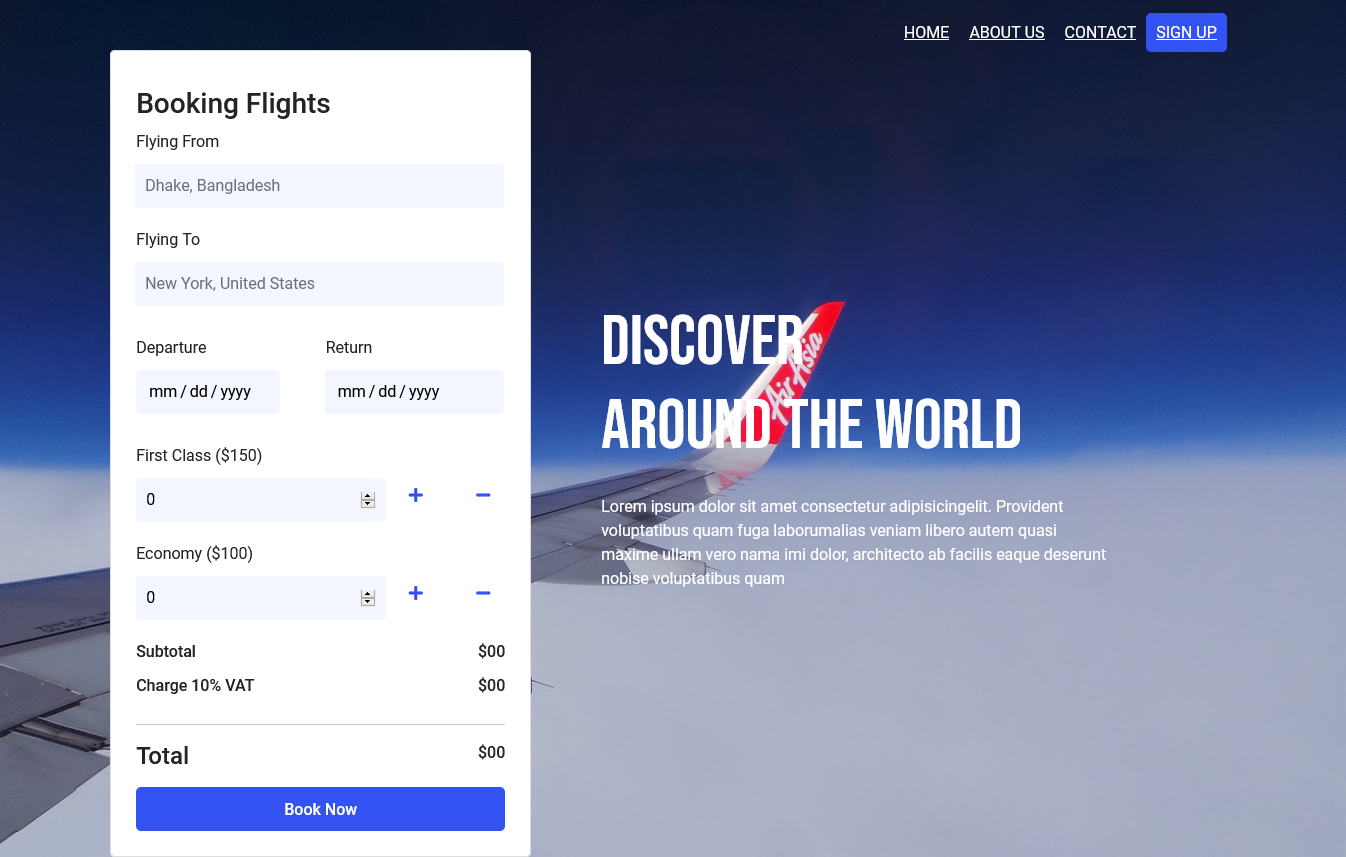 HOME ABOUT US CONTACT SIGN UP
Booking Flights
Flying From
Dhake, Bangladesh
Flying To
New York, United States
Departure Return
mm / dd / yyyy mm / dd / yyyy
First Class ($150)
0
Economy ($100)
0
Subtotal $00
Charge 10% VAT $00
Total $00
Book Now
DISCOVER
AROUND THE WORLD
AirAsia
Lorem ipsum dolor sit amet consectetur adipisicingelit. Provident
voluptatibus quam fuga laborumalias veniam libero autem quasi
maxime ullam vero nama imi dolor, architecto ab facilis eaque deserunt
nobise voluptatibus quam